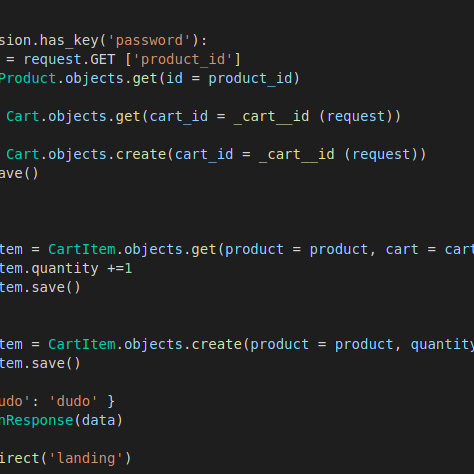 sion.has_key('password'):
= request.GET ['product_id']
Product.objects.get(id = product_id)
Cart.objects.get(cart_id = _cart__id (request))
Cart.objects.create(cart_id = _cart__id (request))
ave()
tem = CartItem.objects.get(product = product, cart = cart
tem.quantity +=1
tem.save()
tem = CartItem.objects.create(product = product, quantity
tem.save()
udo': 'dudo' }
nResponse(data)
irect('landing')